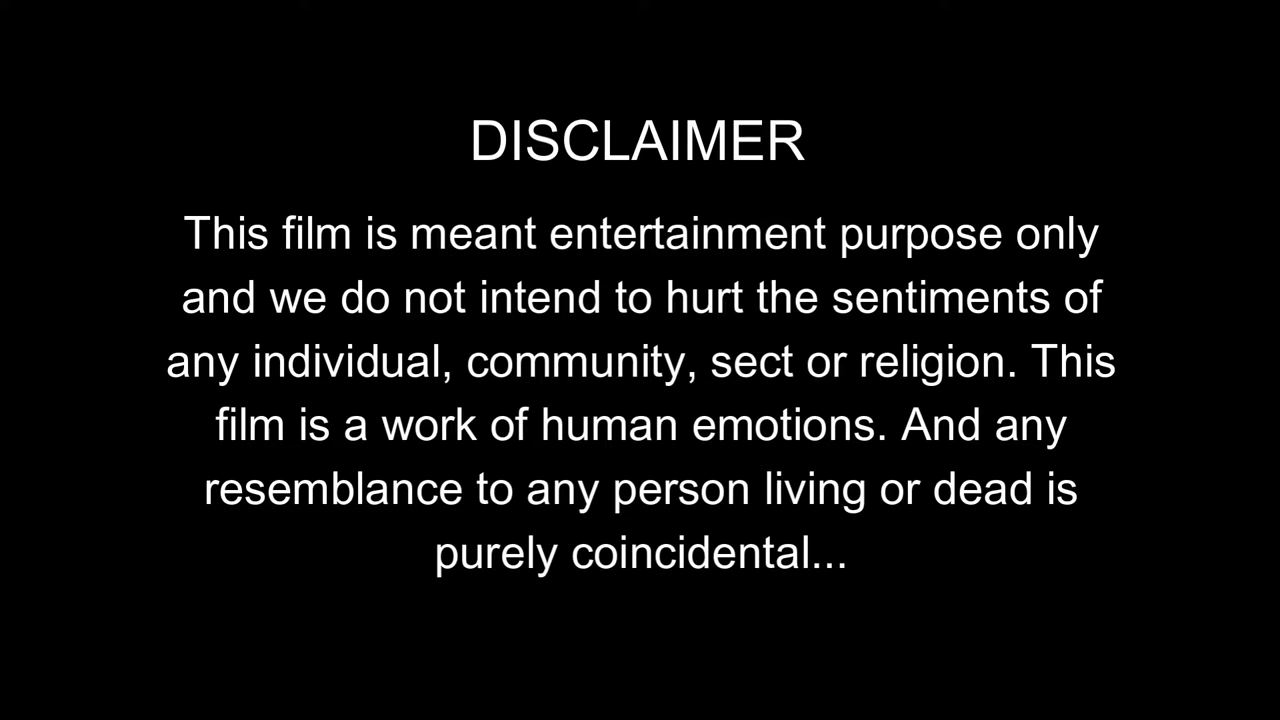 DISCLAIMER
This film is meant entertainment purpose only
and we do not intend to hurt the sentiments of
any individual, community, sect or religion. This
film is a work of human emotions. And any
resemblance to any person living or dead is
purely coincidental...